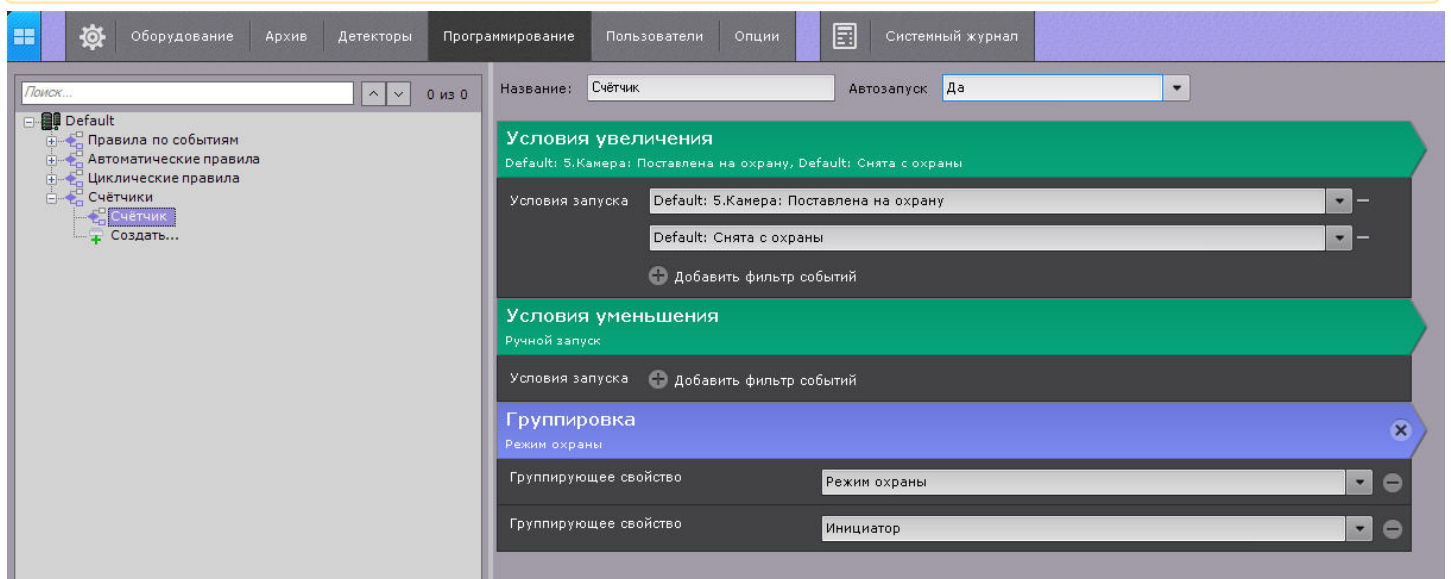 Оборудование Архив Детекторы Программирование Пользователи Опции Системный журнал
Поиск... 0 из 0
Default
Правила по событиям
Автоматические правила
Циклические правила
Счётчики
Счётчик
Создать...
Название: Счётчик Автозапуск Да
Условия увеличения
Default: 5.Камера: Поставлена на охрану, Default: Снята с охраны
Условия запуска Default: 5.Камера: Поставлена на охрану
Default: Снята с охраны
Добавить фильтр событий
Условия уменьшения
Ручной запуск
Условия запуска Добавить фильтр событий
Группировка
Режим охраны
Группирующее свойство Режим охраны
Группирующее свойство Инициатор